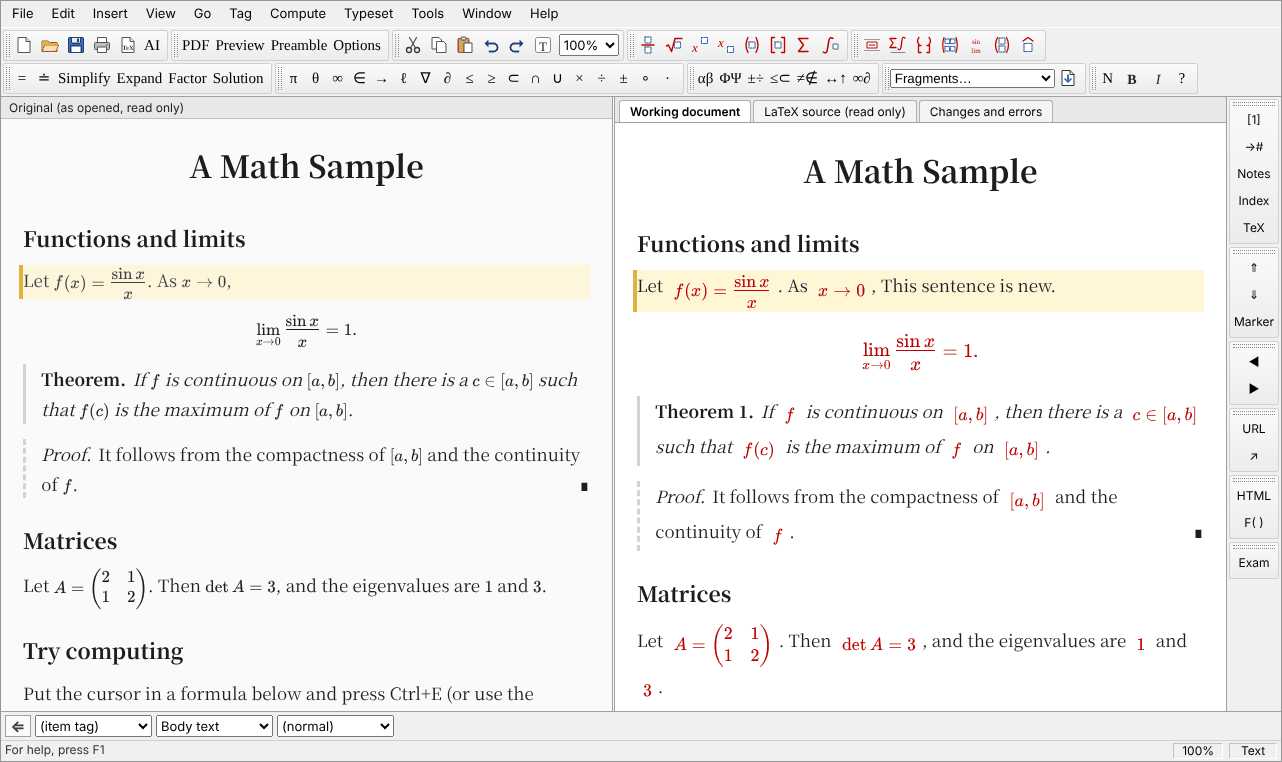 File Edit Insert View Go Tag Compute Typeset Tools Window Help
AI PDF Preview Preamble Options T 100%
= ≐ Simplify Expand Factor Solution π θ ∞ ∈ → ℓ ∇ ∂ ≤ ≥ ⊂ ∩ ∪ × ÷ ± ∘ · αβ ΦΨ ±÷ ≤⊂ ≠∉ ↔↑ ∞∂ Fragments… N B I ?
Original (as opened, read only)
A Math Sample
Functions and limits
Let f(x) = sin x / x. As x → 0,
lim x→0 sin x / x = 1.
Theorem. If f is continuous on [a, b], then there is a c ∈ [a, b] such
that f(c) is the maximum of f on [a, b].
Proof. It follows from the compactness of [a, b] and the continuity
of f. ∎
Matrices
Let A = (2 1 1 2). Then det A = 3, and the eigenvalues are 1 and 3.
Try computing
Put the cursor in a formula below and press Ctrl+E (or use the
Working document LaTeX source (read only) Changes and errors
A Math Sample
Functions and limits
Let f(x) = sin x / x . As x → 0 , This sentence is new.
lim x→0 sin x / x = 1.
Theorem 1. If f is continuous on [a, b] , then there is a c ∈ [a, b]
such that f(c) is the maximum of f on [a, b] .
Proof. It follows from the compactness of [a, b] and the
continuity of f . ∎
Matrices
Let A = (2 1 1 2) . Then det A = 3 , and the eigenvalues are 1 and
3 .
[1]
→#
Notes
Index
TeX
⇑
⇓
Marker
◀
▶
URL
↗
HTML
F( )
Exam
(item tag) Body text (normal)
For help, press F1 100% Text